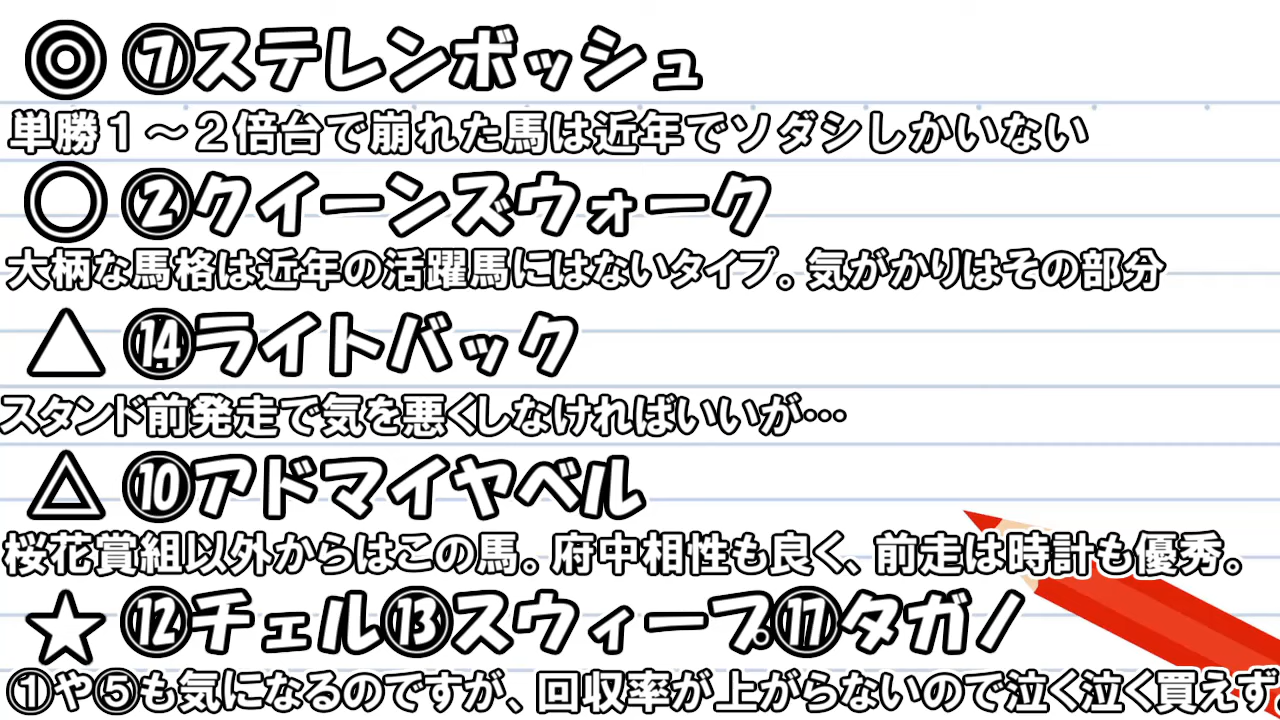 ◎ ⑦ステレンボッシュ
単勝１～２倍台で崩れた馬は近年でソダシしかいない
○ ②クイーンズウォーク
大柄な馬格は近年の活躍馬にはないタイプ。気がかりはその部分
△ ⑭ライトバック
スタンド前発走で気を悪くしなければいいが…
△ ⑩アドマイヤベル
桜花賞組以外からはこの馬。府中相性も良く、前走は時計も優秀。
★ ⑫チェル⑬スウィープ⑰タガノ
①や⑤も気になるのですが、回収率が上がらないので泣く泣く買えず。